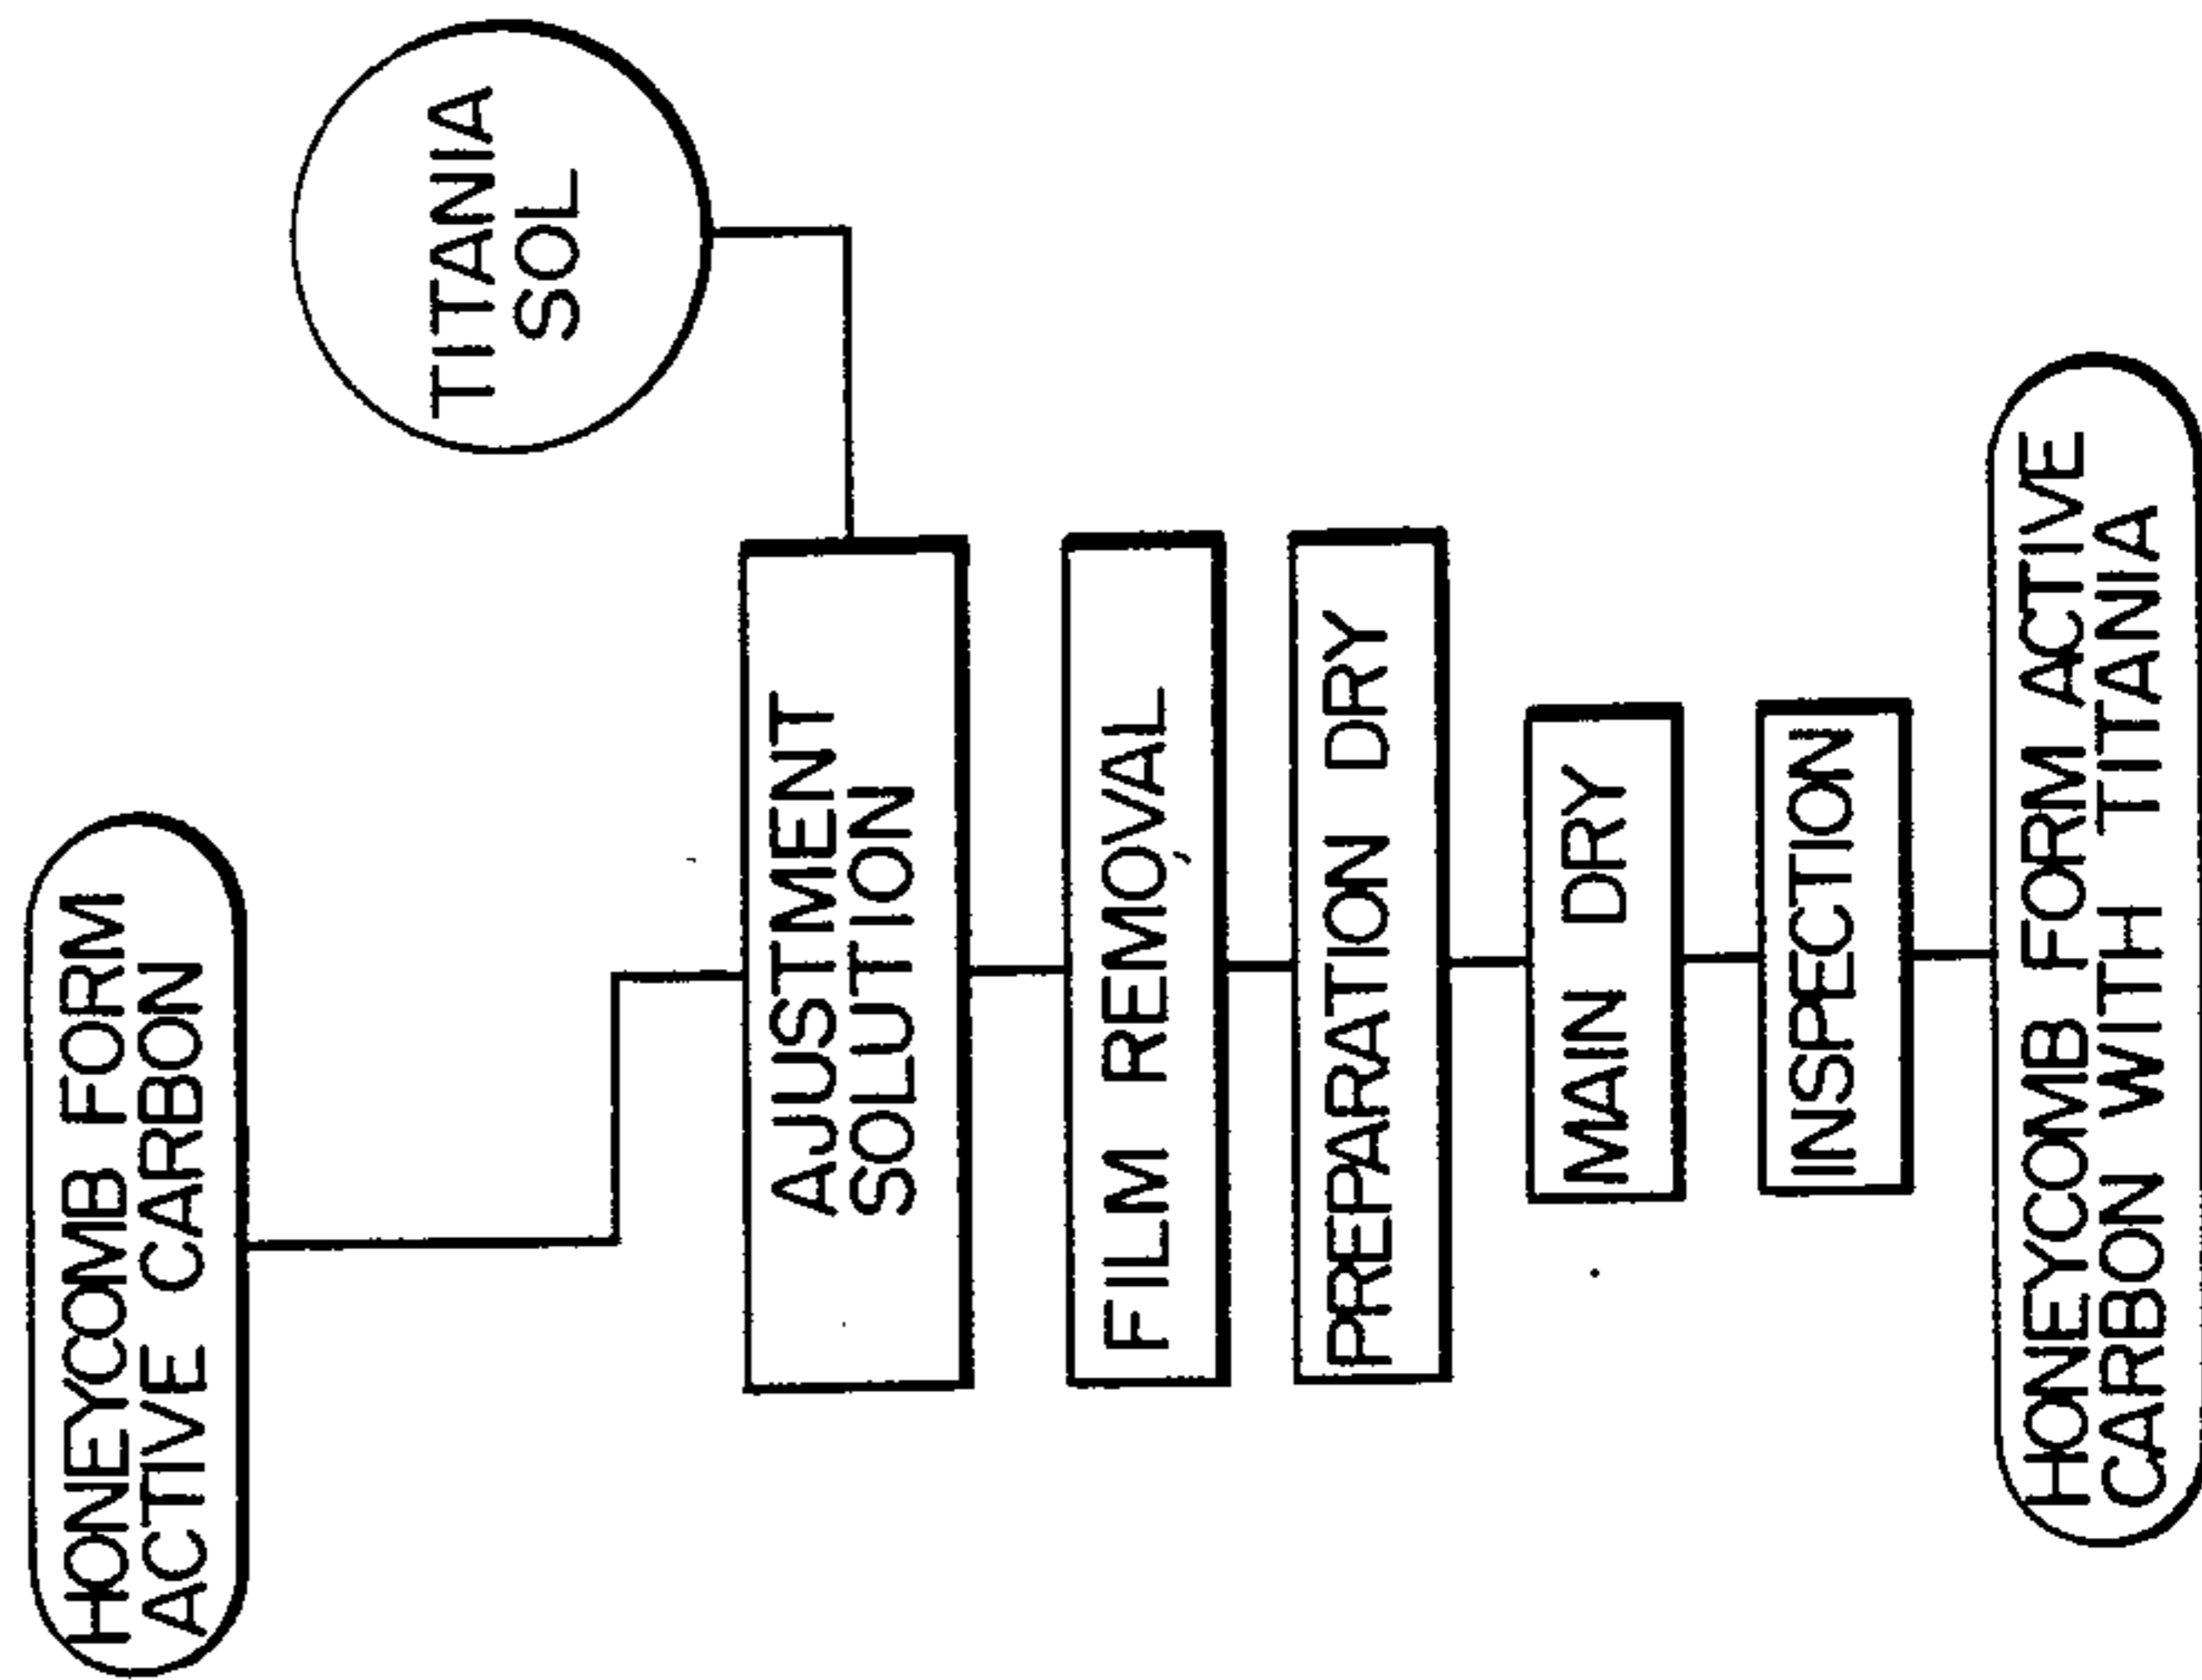 HONEYCOMB FORM
ACTIVE CARBON
TITANIA
SOL
AJUSTMENT
SOLUTION
FILM REMOVAL
PREPARATION DRY
MAIN DRY
INSPECTION
HONEYCOMB FORM ACTIVE
CARBON WITH TITANIA